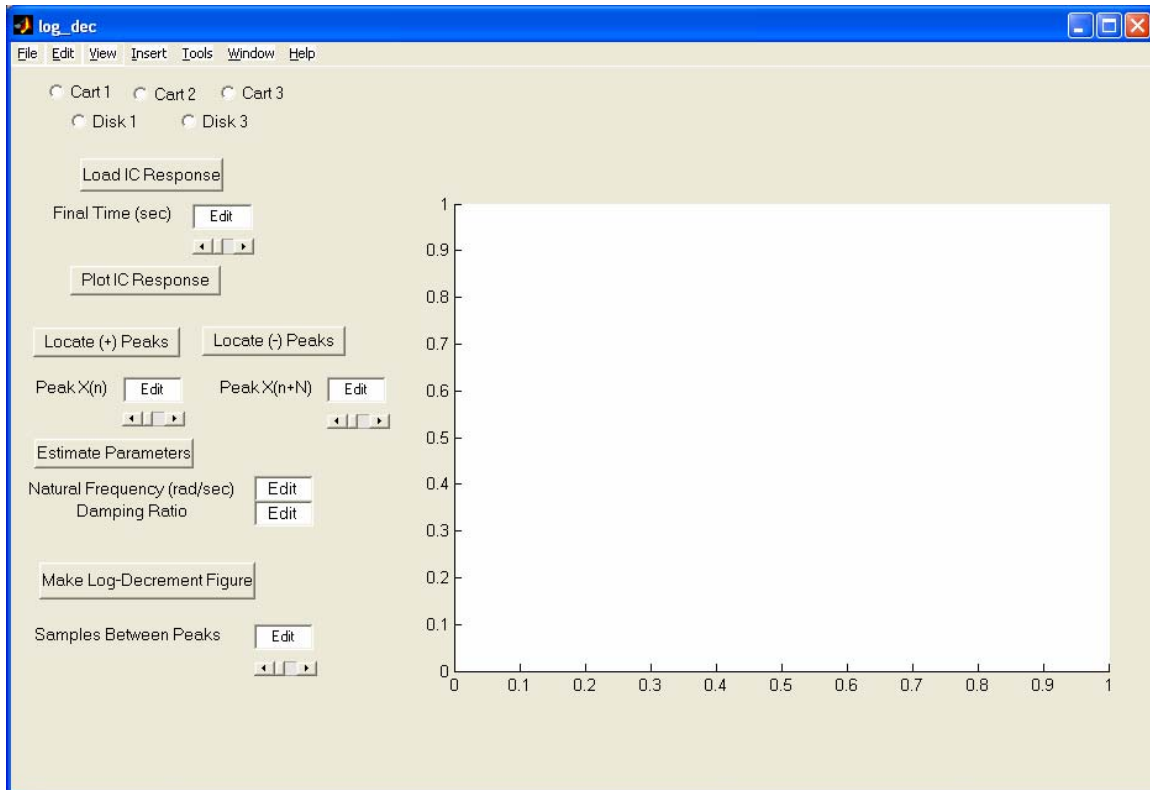 log_dec
File Edit View Insert Tools Window Help
Cart 1 Cart 2 Cart 3
Disk 1 Disk 3
Load IC Response
Final Time (sec) Edit
Plot IC Response
Locate (+) Peaks Locate (-) Peaks
Peak X(n) Edit Peak X(n+N) Edit
Estimate Parameters
Natural Frequency (rad/sec) Edit
Damping Ratio Edit
Make Log-Decrement Figure
Samples Between Peaks Edit
1
0.9
0.8
0.7
0.6
0.5
0.4
0.3
0.2
0.1
0
0 0.1 0.2 0.3 0.4 0.5 0.6 0.7 0.8 0.9 1